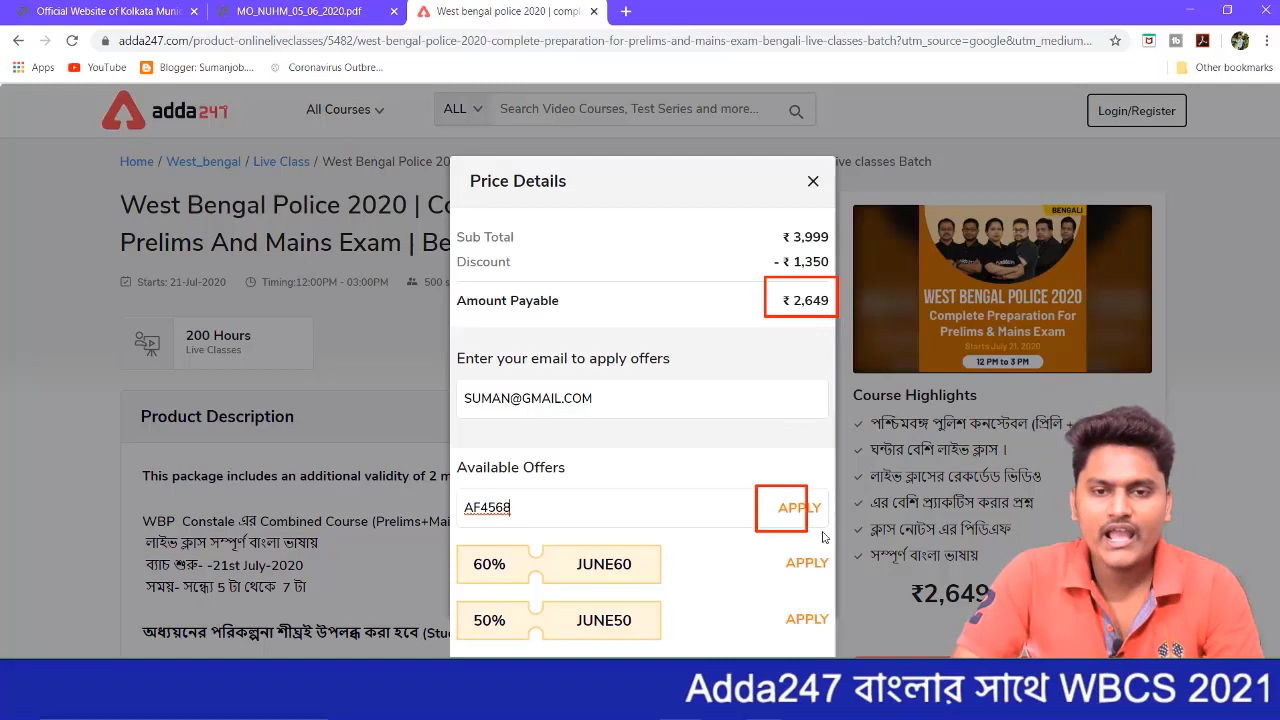 Official Website of Kolkata Munic
MO_NUHM_05_06_2020.pdf
West bengal police 2020 | compl
adda247.com/product-onlineliveclasses/5482/west-bengal-police-2020-complete-preparation-for-prelims-and-mains-exam-bengali-live-classes-batch?utm_source=google&utm_medium...
Apps
YouTube
Blogger: Sumanjob....
Coronavirus Outbre...
Other bookmarks
adda247
All Courses
ALL
Search Video Courses, Test Series and more...
Login/Register
Home / West_bengal / Live Class / West Bengal Police 20
ive classes Batch
West Bengal Police 2020 | Co
Prelims And Mains Exam | Be
Starts: 21-Jul-2020
Timing:12:00PM - 03:00PM
500 s
200 Hours
Live Classes
Product Description
This package includes an additional validity of 2 m
WBP Constale এর Combined Course (Prelims+Mai
লাইভ ক্লাস সম্পূর্ণ বাংলা ভাষায়
ব্যাচ শুরু- -21st July-2020
সময়- সন্ধ্যে 5 টা থেকে 7 টা
অধ্যয়নের পরিকল্পনা শীঘ্রই উপলব্ধ করা হবে (Stu
Price Details
Sub Total
₹ 3,999
Discount
- ₹ 1,350
Amount Payable
₹ 2,649
Enter your email to apply offers
SUMAN@GMAIL.COM
Available Offers
AF4568
APPLY
60%
JUNE60
APPLY
50%
JUNE50
APPLY
BENGALI
WEST BENGAL POLICE 2020
Complete Preparation For
Prelims & Mains Exam
Starts July 21, 2020
12 PM to 3 PM
Course Highlights
পশ্চিমবঙ্গ পুলিশ কনস্টেবল (প্রিলি +
ঘন্টার বেশি লাইভ ক্লাস ।
লাইভ ক্লাসের রেকর্ডেড ভিডিও
এর বেশি প্র্যাকটিস করার প্রশ্ন
ক্লাস নোটস এর পিডিএফ
সম্পূর্ণ বাংলা ভাষায়
₹2,649
Adda247 বাংলার সাথে WBCS 2021